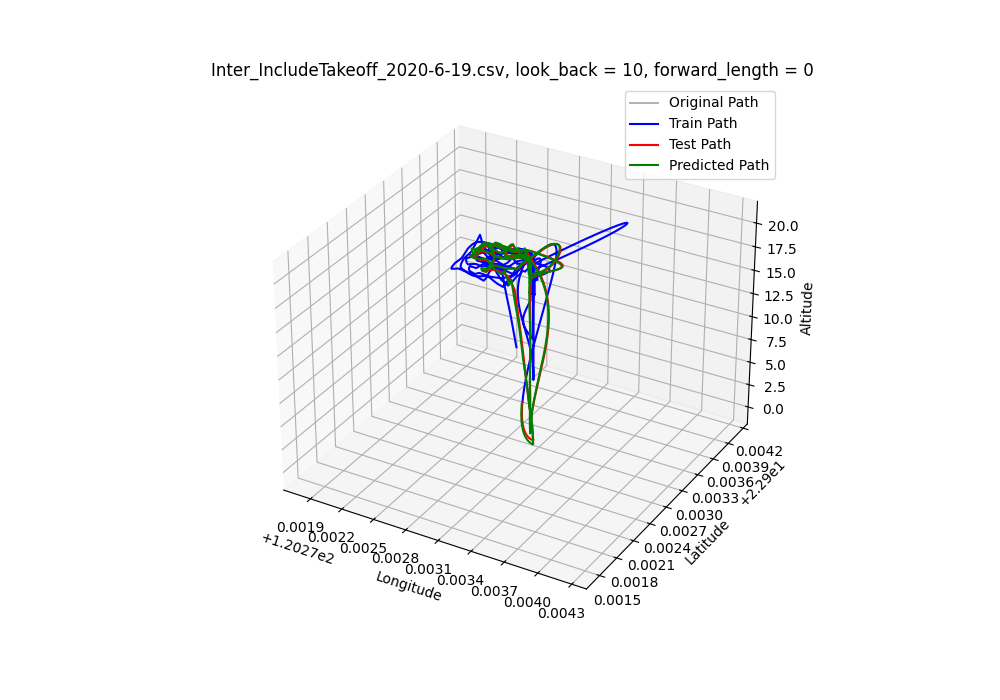 Inter_IncludeTakeoff_2020-6-19.csv, look_back = 10, forward_length = 0
Original Path
Train Path
Test Path
Predicted Path
20.0
17.5
15.0
12.5
10.0
7.5
5.0
2.5
0.0
Altitude
0.0042
0.0039
0.0036
0.0033
0.0030
0.0027
0.0024
0.0021
0.0018
0.0015
+2.29e1
Latitude
0.0019
0.0022
0.0025
0.0028
0.0031
0.0034
0.0037
0.0040
0.0043
+1.2027e2
Longitude